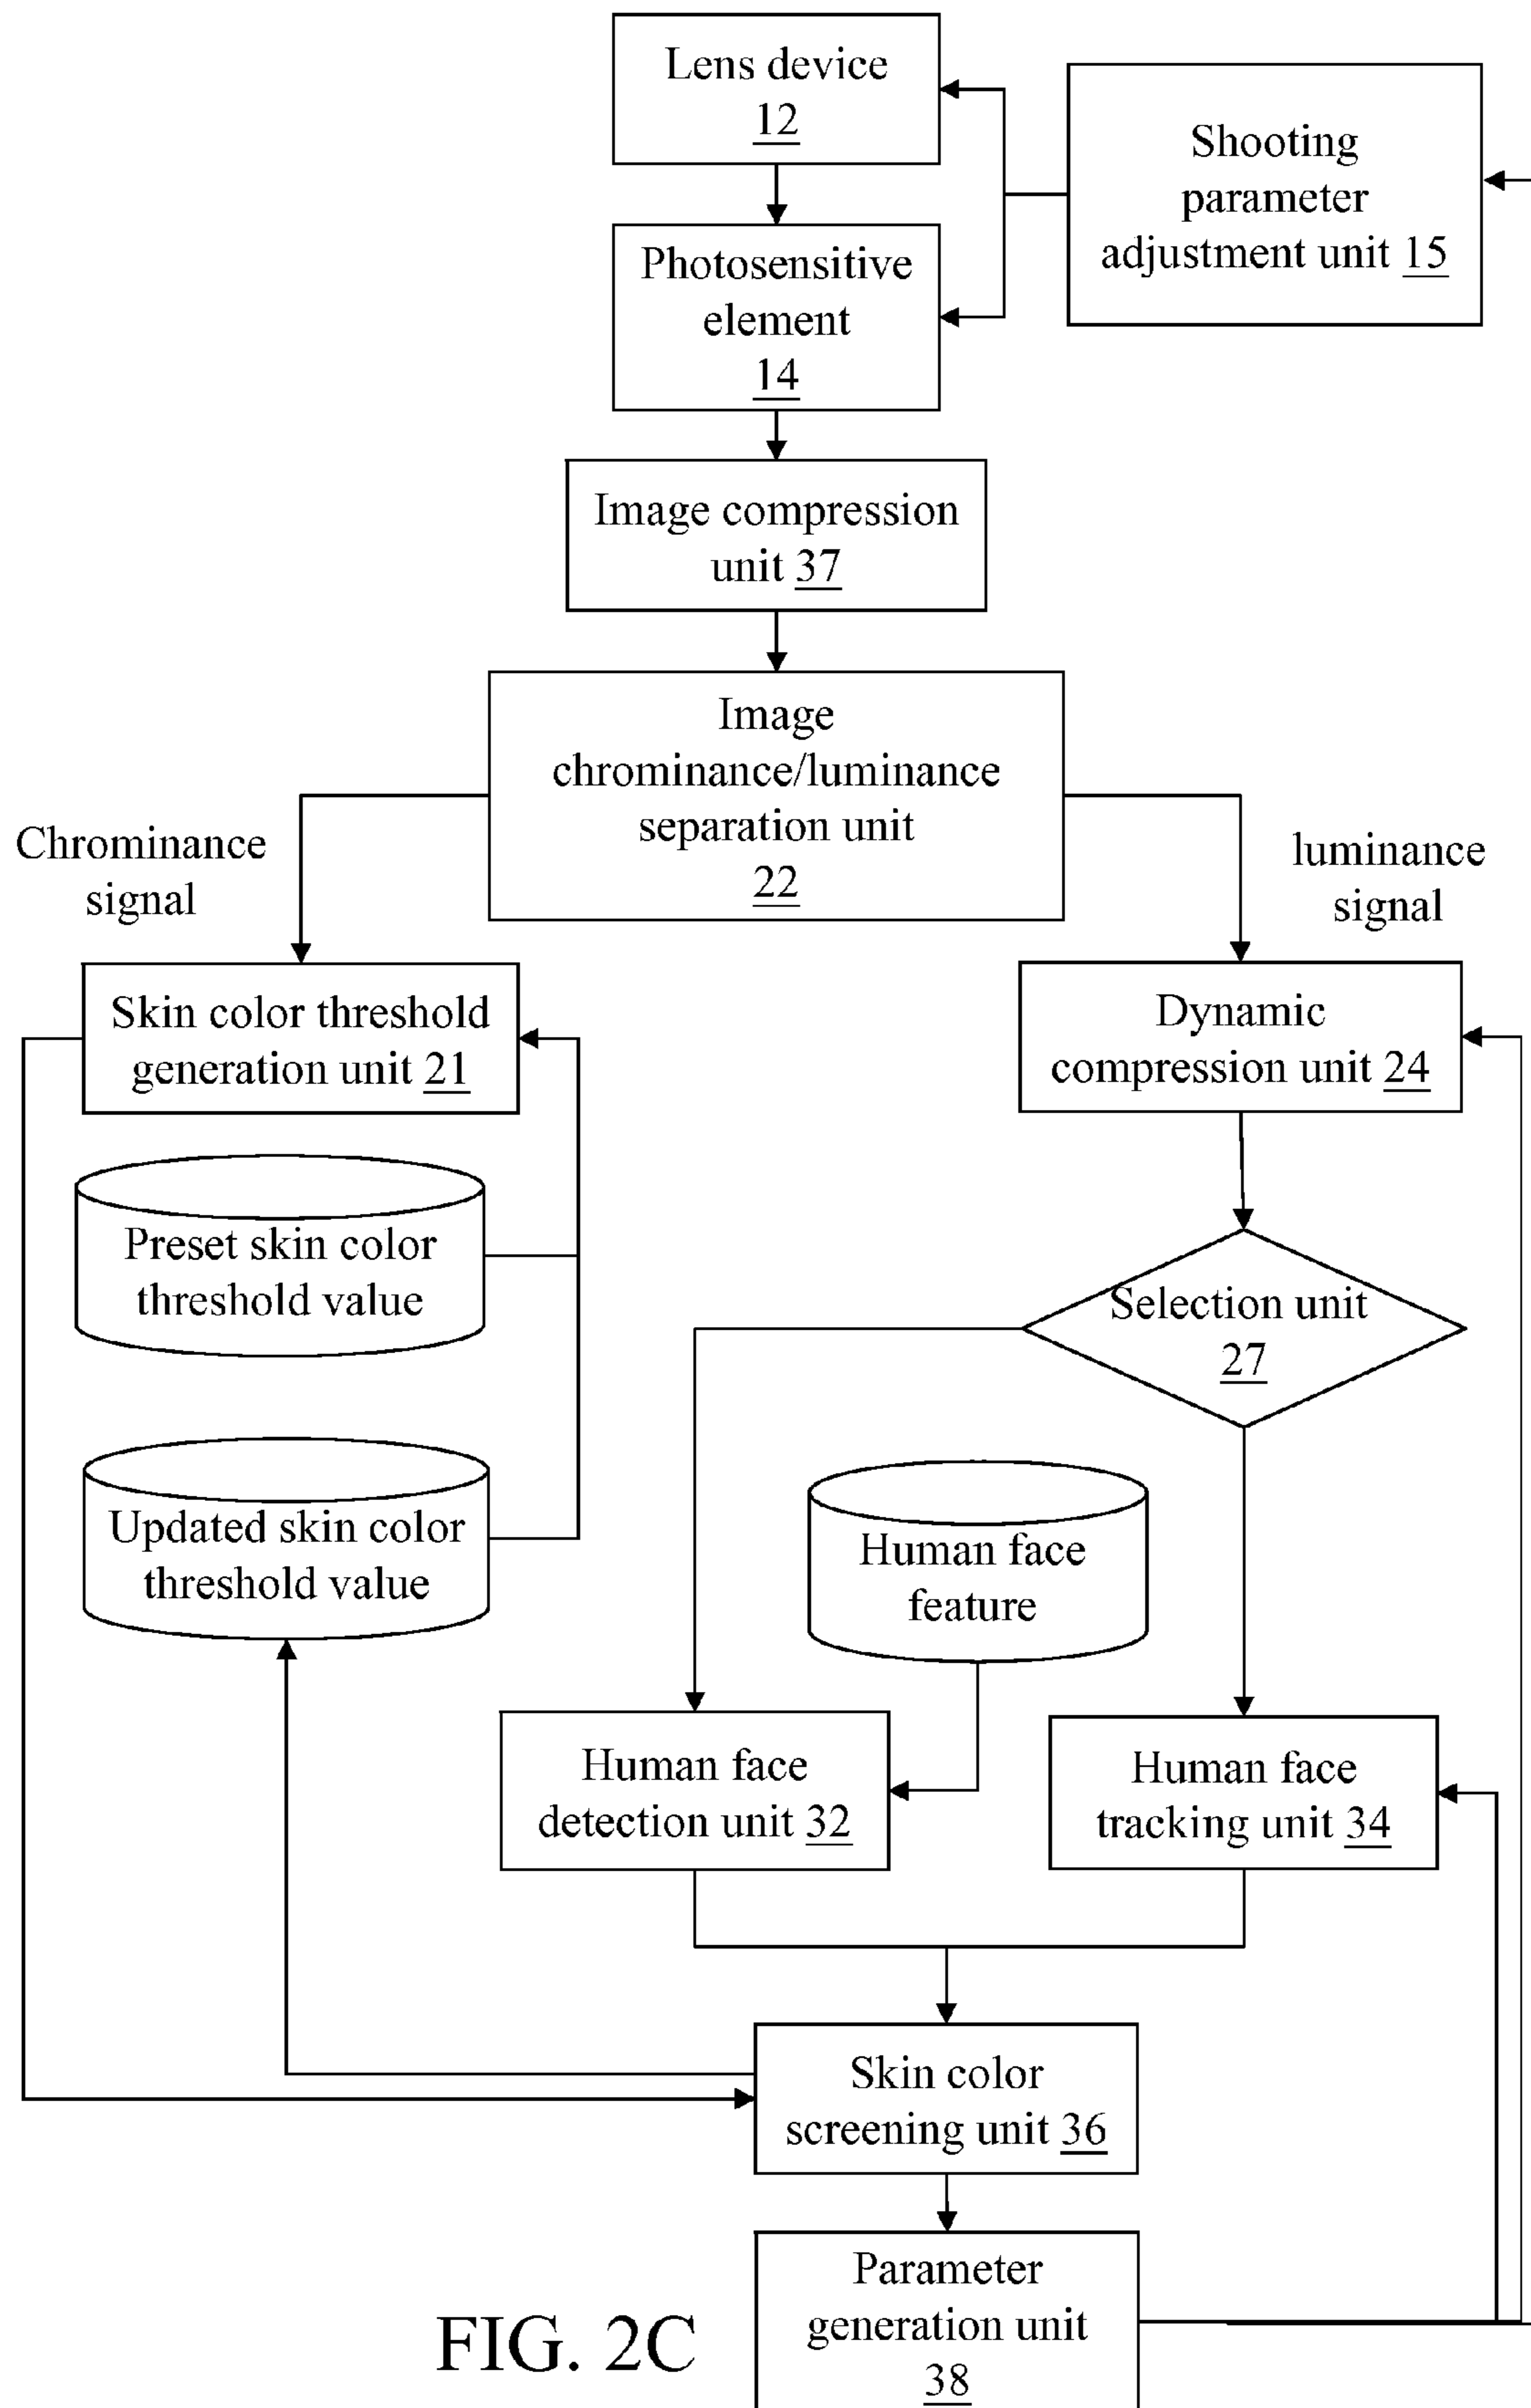 Lens device
12
Shooting
parameter
adjustment unit 15
Photosensitive
element
14
Image compression
unit 37
Image
chrominance/luminance
separation unit
22
Chrominance
signal
luminance
signal
Skin color threshold
generation unit 21
Dynamic
compression unit 24
Preset skin color
threshold value
Selection unit
27
Updated skin color
threshold value
Human face
feature
Human face
detection unit 32
Human face
tracking unit 34
Skin color
screening unit 36
Parameter
generation unit
38
FIG. 2C